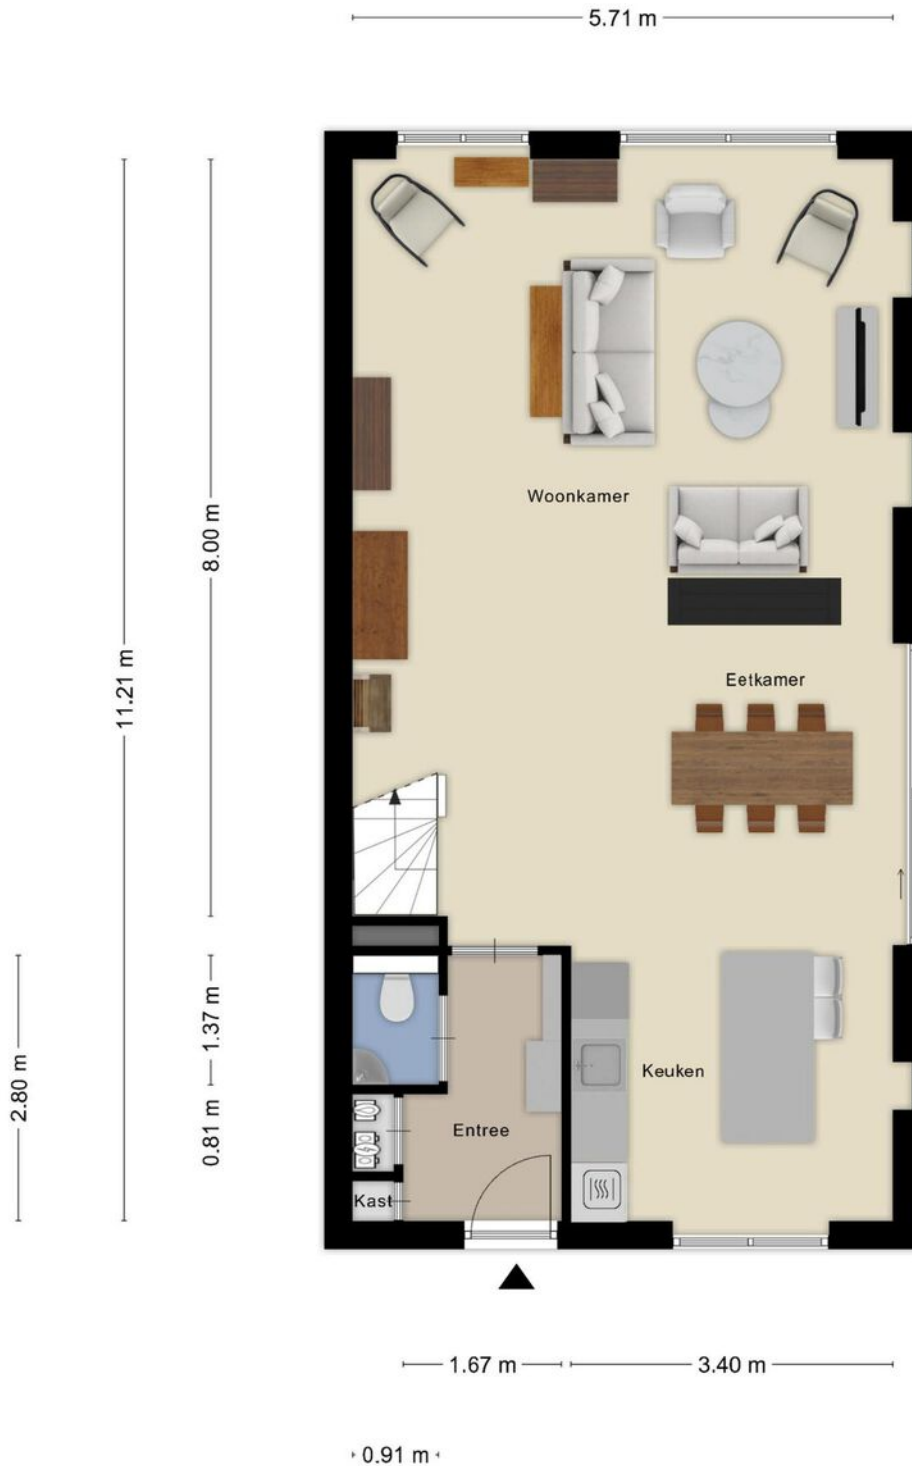 5.71 m
Woonkamer
8.00 m
11.21 m
Eetkamer
1.37 m
2.80 m
Keuken
0.81 m
Entree
Kast
1.67 m
3.40 m
0.91 m